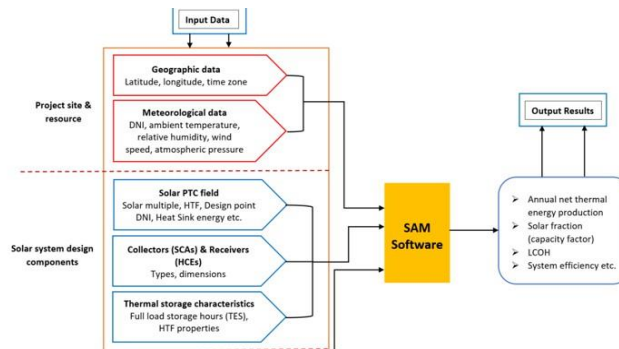 Input Data
Project site &
resource
Geographic data
Latitude, longitude, time zone
Meteorological data
DNI, ambient temperature,
relative humidity, wind
speed, atmospheric pressure
Solar system design
components
Solar PTC field
Solar multiple, HTF, Design point
DNI, Heat Sink energy etc.
Collectors (SCAs) & Receivers
(HCEs)
Types, dimensions
Thermal storage characteristics
Full load storage hours (TES),
HTF properties
SAM
Software
Output Results
Annual net thermal
energy production
Solar fraction
(capacity factor)
LCOH
System efficiency etc.